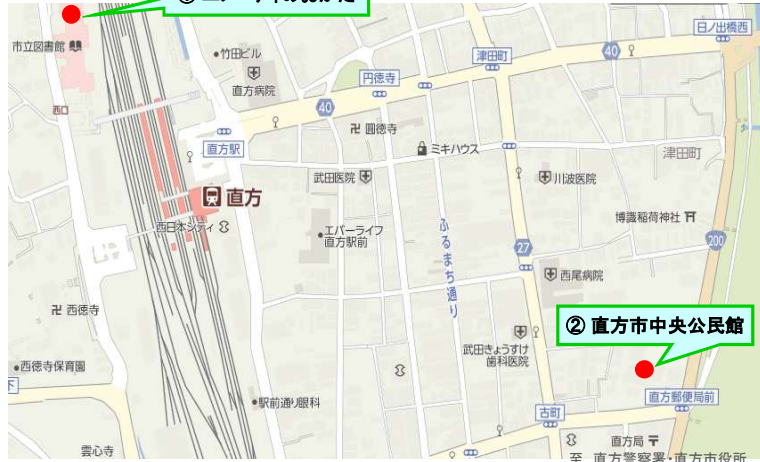 市立図書館
竹田ビル
直方病院
津田町
日ノ出橋西
円徳寺
40
40
西口
圓徳寺
直方駅
ミキハウス
津田町
武田医院
川波医院
直方
西日本シティ
エバーライフ
直方駅前
ふるまち通り
博識稲荷神社
200
27
西尾病院
西徳寺
② 直方市中央公民館
武田きょうすけ
歯科医院
西徳寺保育園
下
駅前通り眼科
古町
直方郵便局前
雲心寺
直方局
至 直方警察署・直方市役所